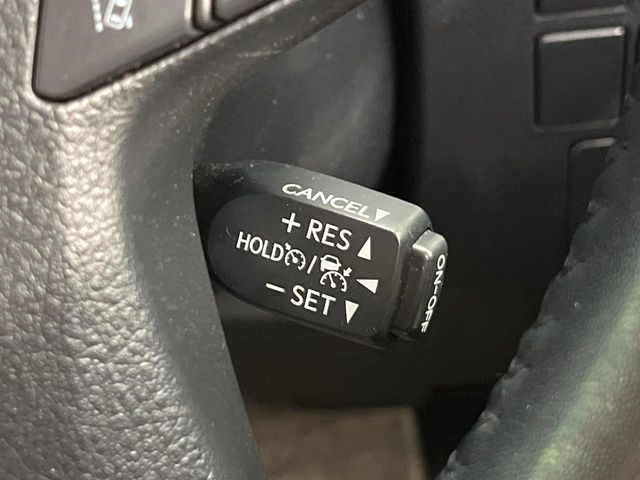 CANCEL▼
+ RES ▲
HOLD / ◀
− SET ▼
ON-OFF